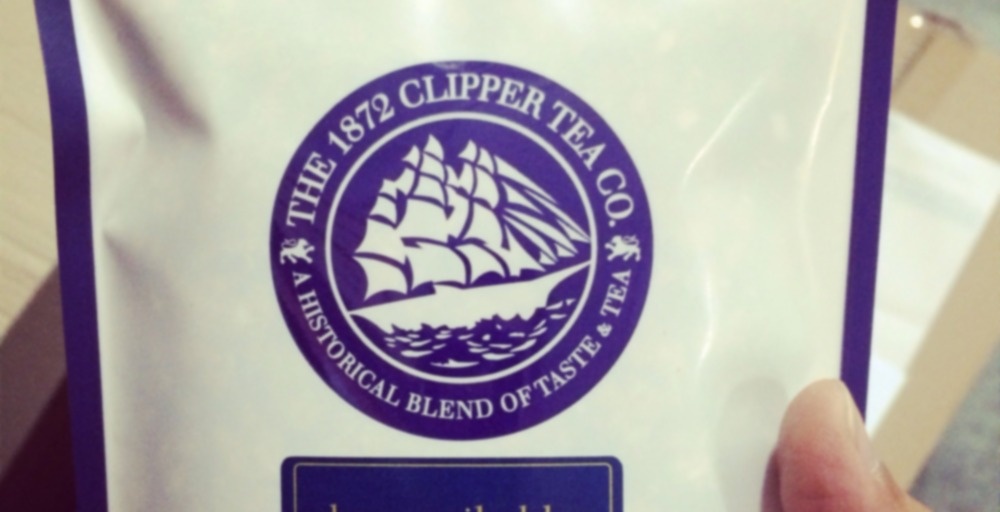 THE 1872 CLIPPER TEA CO.
A HISTORICAL BLEND OF TASTE & TEA